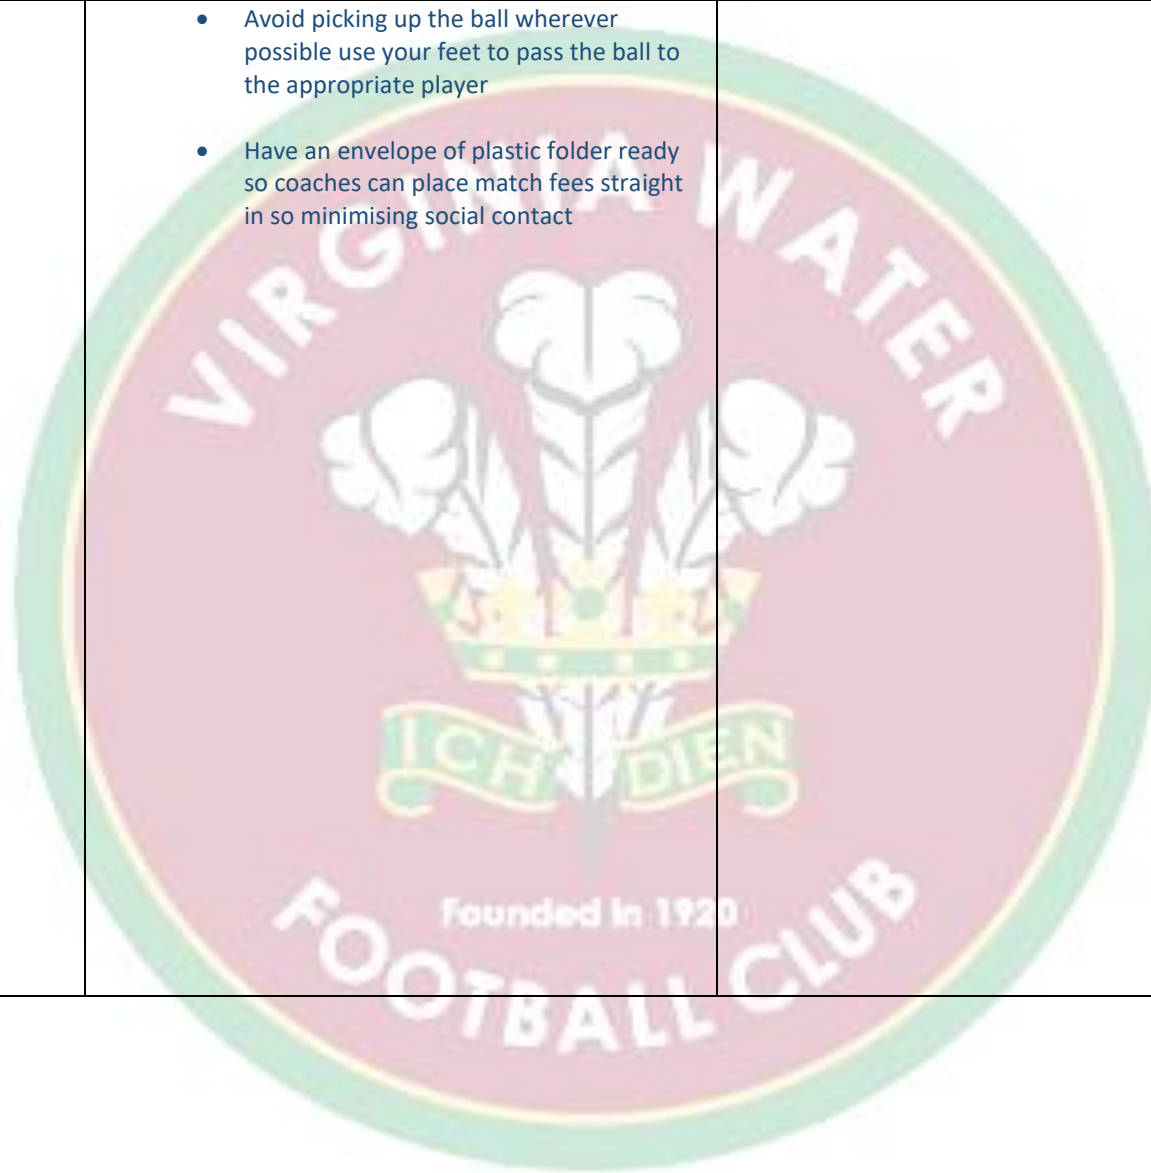 • Avoid picking up the ball wherever
possible use your feet to pass the ball to
the appropriate player
• Have an envelope of plastic folder ready
so coaches can place match fees straight
in so minimising social contact
VIRGINIA WATER
ICH DIEN
Founded in 1920
FOOTBALL CLUB